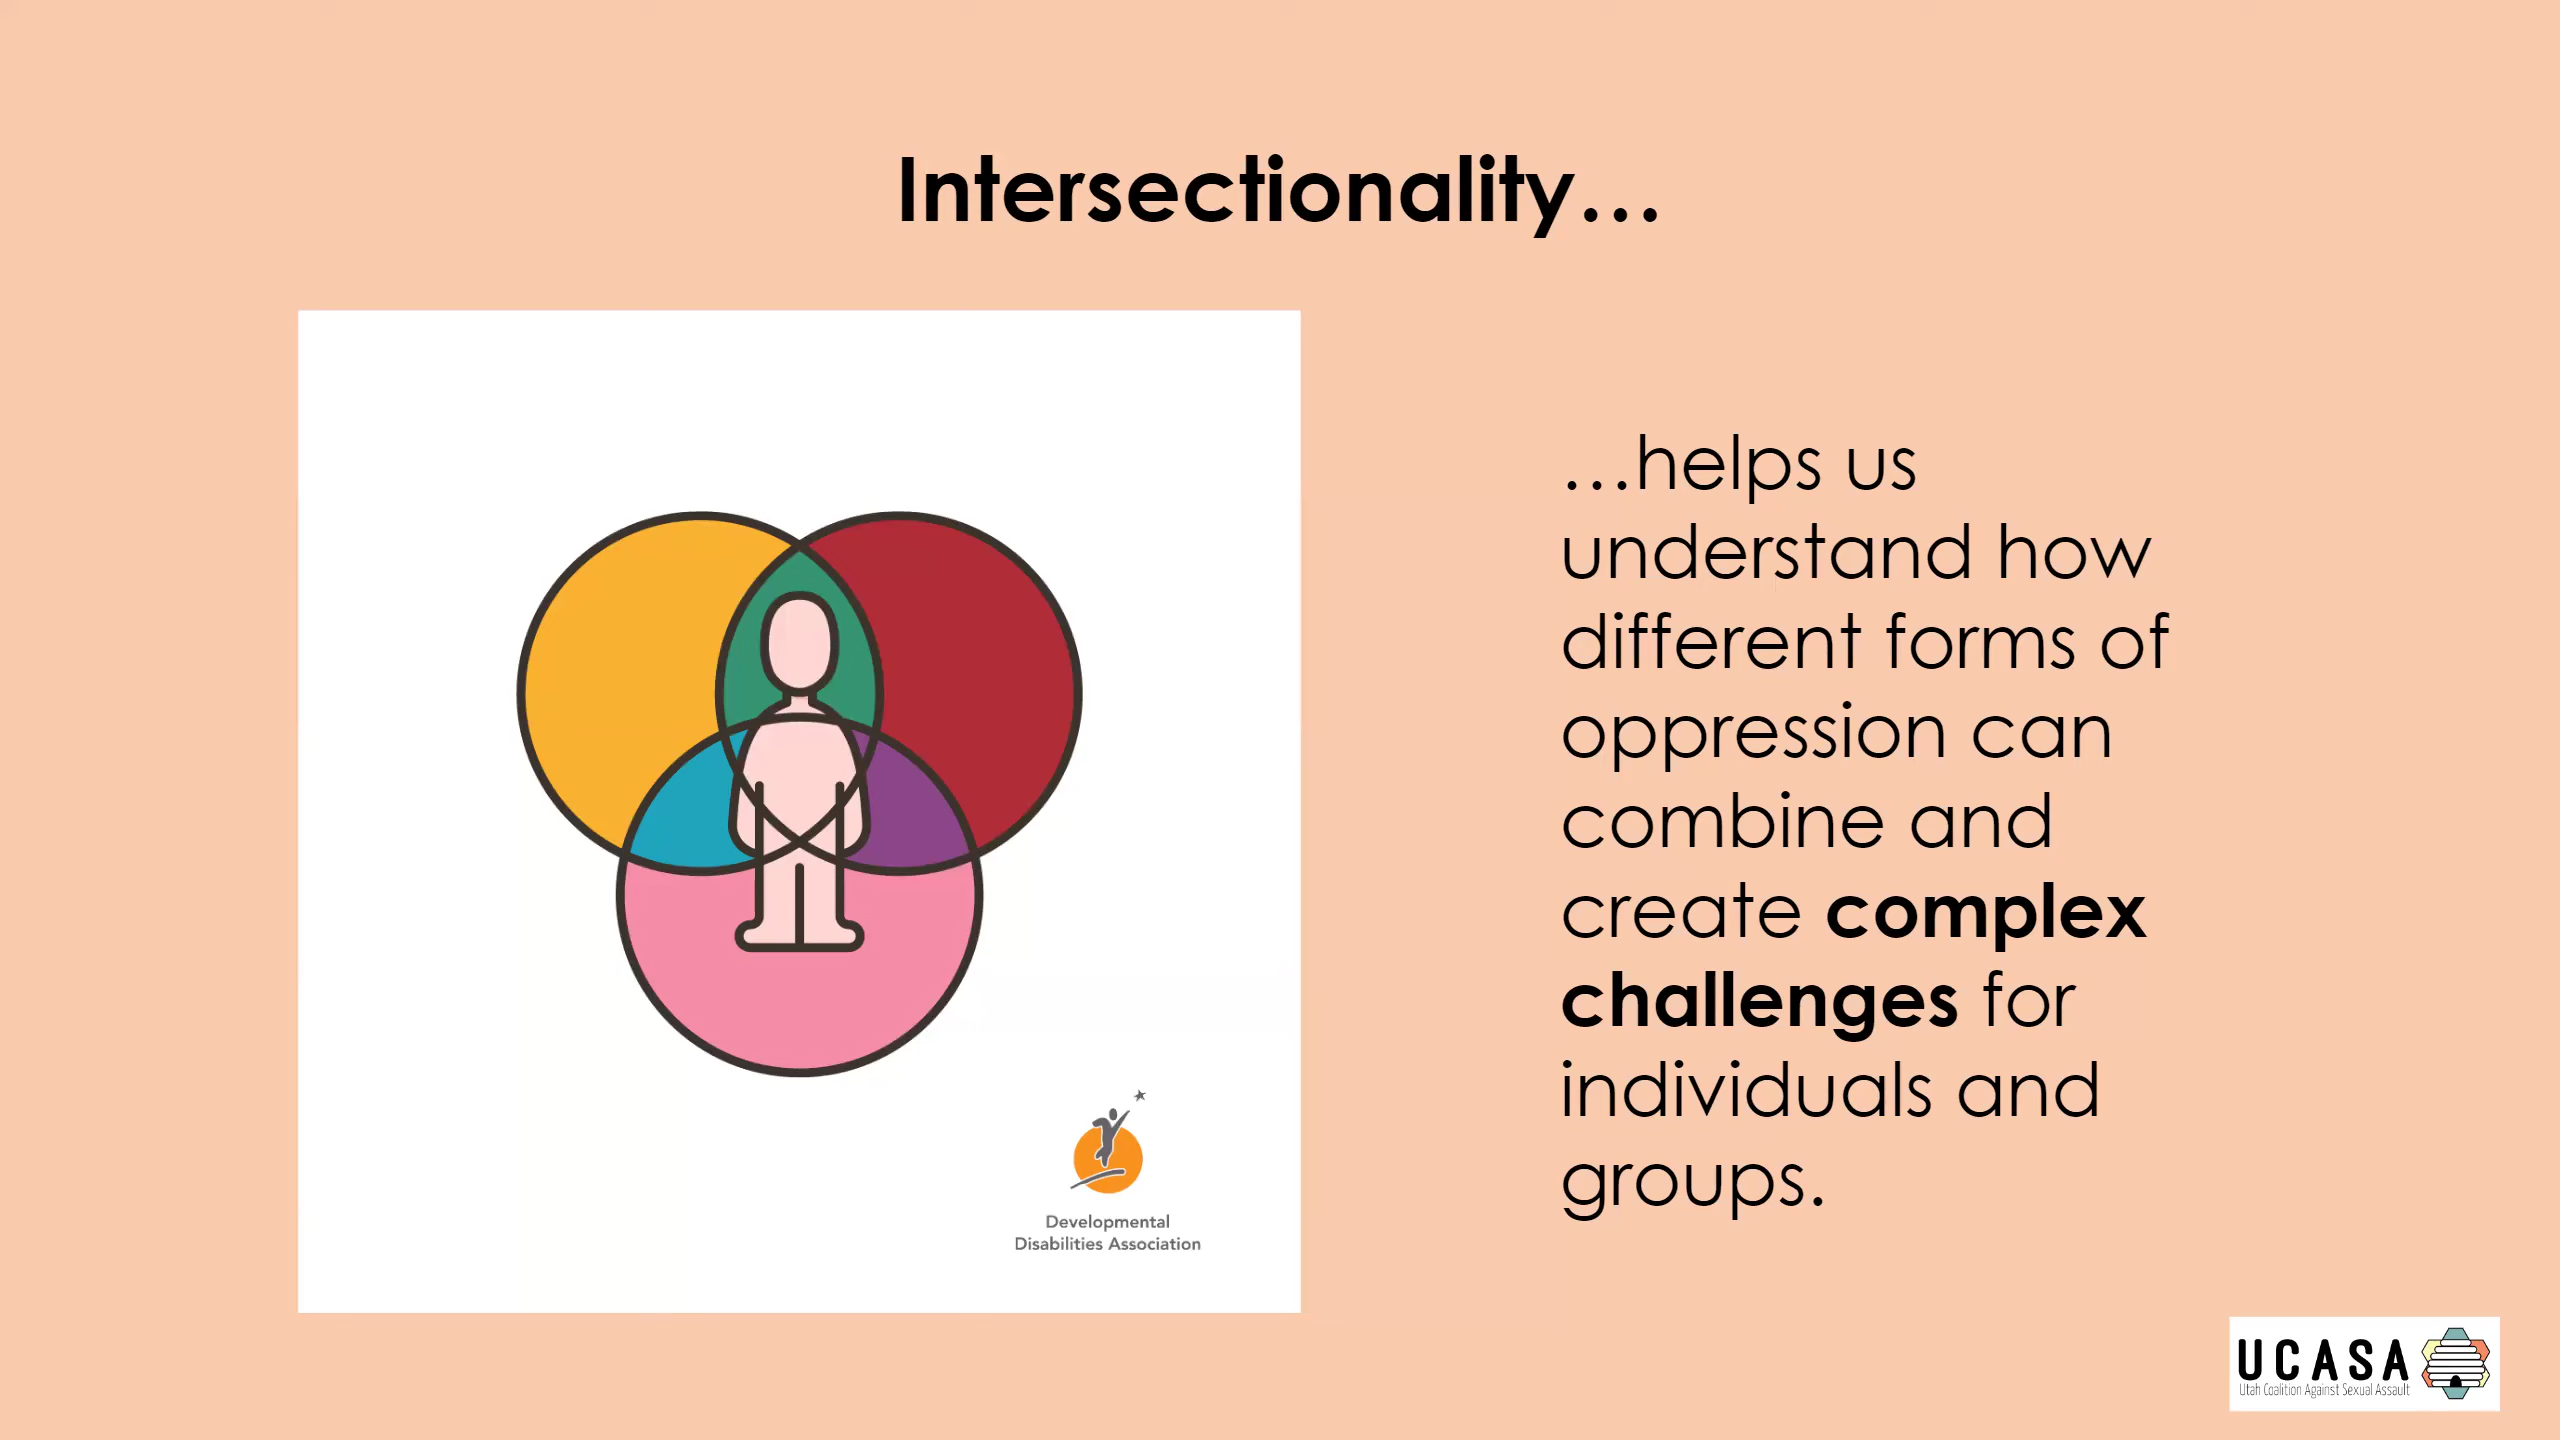 Intersectionality…
…helps us
understand how
different forms of
oppression can
combine and
create complex
challenges for
individuals and
groups.
Developmental
Disabilities Association
UCASA
Utah Coalition Against Sexual Assault